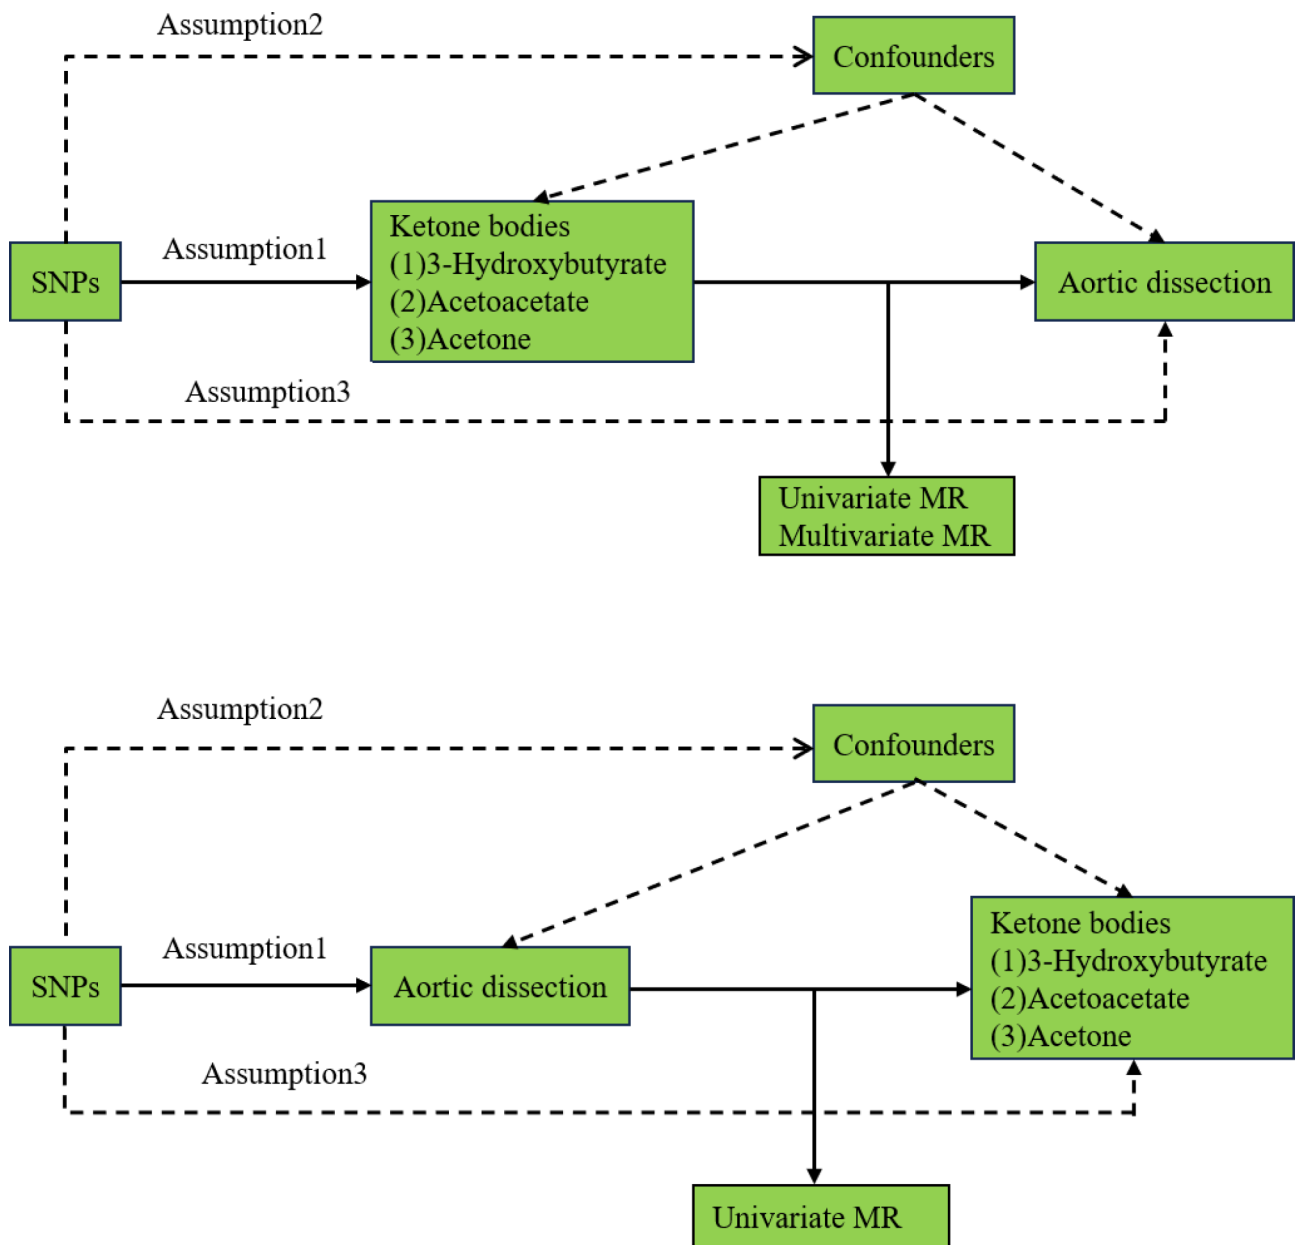 Assumption2
Confounders
Ketone bodies
(1)3-Hydroxybutyrate
(2)Acetoacetate
(3)Acetone
Assumption1
SNPs
Aortic dissection
Assumption3
Univariate MR
Multivariate MR
Assumption2
Confounders
Ketone bodies
(1)3-Hydroxybutyrate
(2)Acetoacetate
(3)Acetone
Assumption1
SNPs
Aortic dissection
Assumption3
Univariate MR